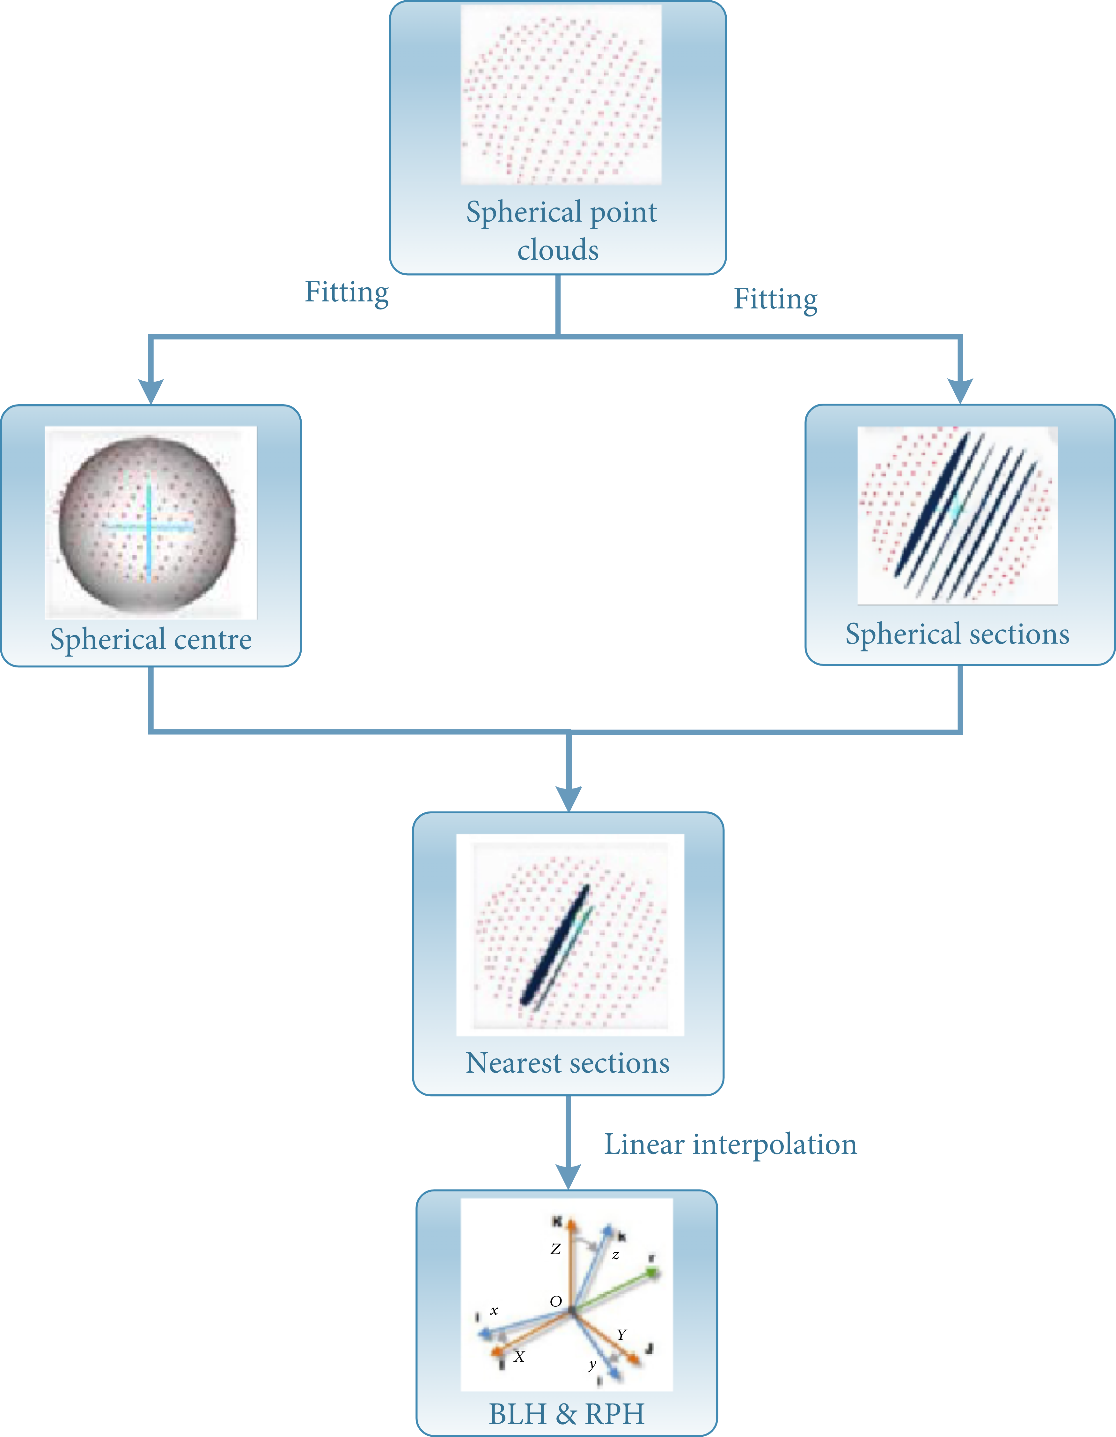 Spherical point
clouds
Fitting
Fitting
Spherical centre
Spherical sections
Nearest sections
Linear interpolation
K
Z
k
z
r
O
x
X
Y
J
y
BLH & RPH